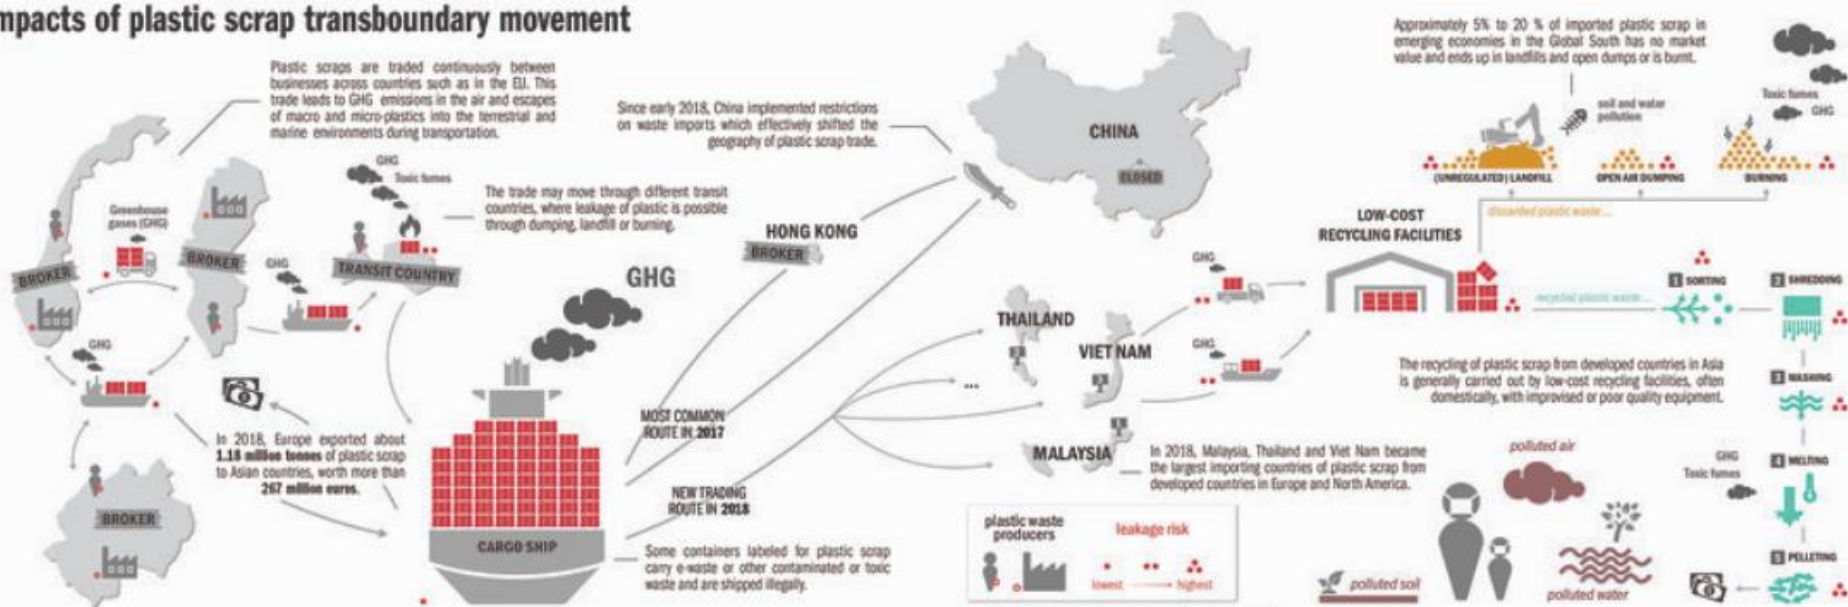 mpacts of plastic scrap transboundary movement
Plastic scraps are traded continuously between
businesses across countries such as in the EU. This
trade leads to GHG emissions in the air and escapes
of macro and micro-plastics into the terrestrial and
marine environments during transportation.
Since early 2018, China implemented restrictions
on waste imports which effectively shifted the
geography of plastic scrap trade.
CHINA
CLOSED
Approximately 5% to 20 % of imported plastic scrap in
emerging economies in the Global South has no market
value and ends up in landfills and open dumps or is burnt.
soil and water
pollution
Toxic fumes
GHG
(UNREGULATED) LANDFILL
OPEN AIR DUMPING
BURNING
GHG
Toxic fumes
The trade may move through different transit
countries, where leakage of plastic is possible
through dumping, landfill or burning.
Greenhouse
gases (GHG)
BROKER
BROKER
GHG
TRANSIT COUNTRY
HONG KONG
BROKER
GHG
LOW-COST
RECYCLING FACILITIES
discarded plastic waste ...
GHG
recycled plastic waste ...
1 SORTING
2 SHREDDING
THAILAND
2
VIET NAM
3
GHG
GHG
...
The recycling of plastic scrap from developed countries in Asia
is generally carried out by low-cost recycling facilities, often
domestically, with improvised or poor quality equipment.
3 WASHING
In 2018, Europe exported about
1.18 million tonnes of plastic scrap
to Asian countries, worth more than
267 million euros.
MOST COMMON
ROUTE IN 2017
NEW TRADING
ROUTE IN 2018
MALAYSIA
1
In 2018, Malaysia, Thailand and Viet Nam became
the largest importing countries of plastic scrap from
developed countries in Europe and North America.
polluted air
GHG
Toxic fumes
4 MELTING
BROKER
CARGO SHIP
Some containers labeled for plastic scrap
carry e-waste or other contaminated or toxic
waste and are shipped illegally.
plastic waste
producers
leakage risk
lowest
highest
polluted soil
polluted water
5 PELLETING